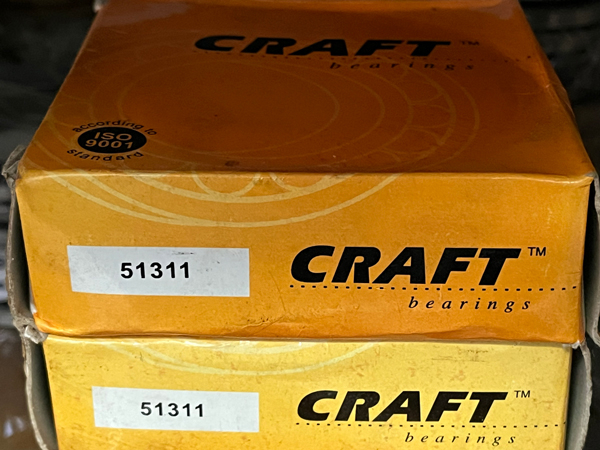 CRAFT™
bearings
according to
ISO
9001
standard
51311
CRAFT™
bearings
51311
CRAFT™
bearings